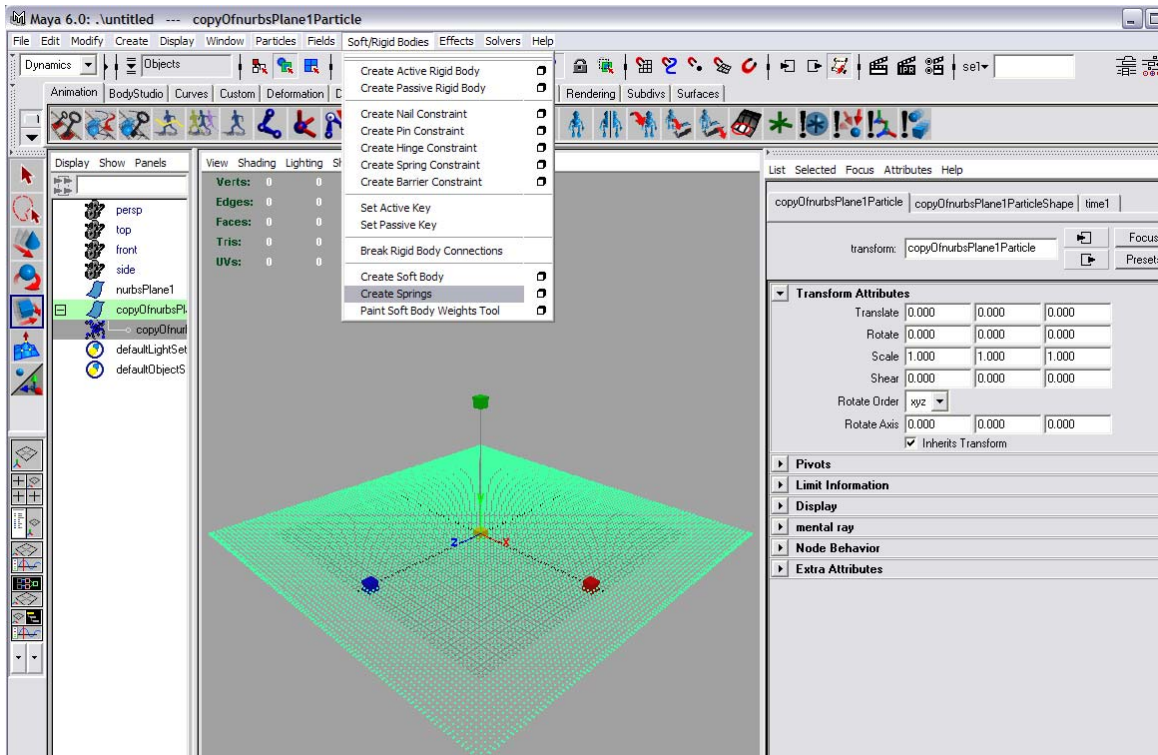 Maya 6.0: .\untitled --- copyOfnurbsPlane1Particle
File Edit Modify Create Display Window Particles Fields Soft/Rigid Bodies Effects Solvers Help
Dynamics Objects sel
Animation BodyStudio Curves Custom Deformation Rendering Subdivs Surfaces
Create Active Rigid Body
Create Passive Rigid Body
Create Nail Constraint
Create Pin Constraint
Create Hinge Constraint
Create Spring Constraint
Create Barrier Constraint
Set Active Key
Set Passive Key
Break Rigid Body Connections
Create Soft Body
Create Springs
Paint Soft Body Weights Tool
Display Show Panels
persp
top
front
side
nurbsPlane1
copyOfnurbsPl
copyOfnurl
defaultLightSet
defaultObjectS
View Shading Lighting
Verts: 0 0
Edges: 0 0
Faces: 0 0
Tris: 0 0
UVs: 0 0
Y
Z X
List Selected Focus Attributes Help
copyOfnurbsPlane1Particle copyOfnurbsPlane1ParticleShape time1
transform: copyOfnurbsPlane1Particle Focus
Presets
Transform Attributes
Translate 0.000 0.000 0.000
Rotate 0.000 0.000 0.000
Scale 1.000 1.000 1.000
Shear 0.000 0.000 0.000
Rotate Order xyz
Rotate Axis 0.000 0.000 0.000
Inherits Transform
Pivots
Limit Information
Display
mental ray
Node Behavior
Extra Attributes